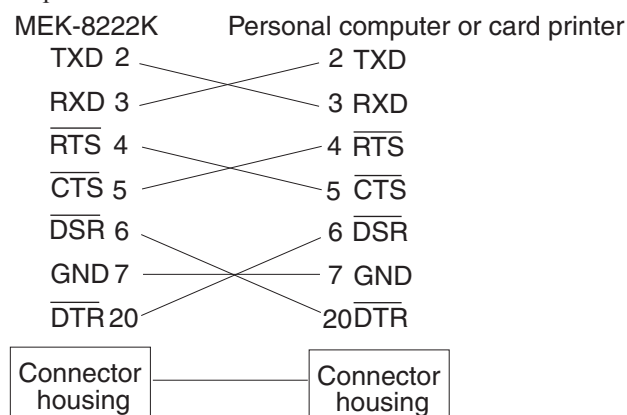 MEK-8222K Personal computer or card printer
TXD 2 2 TXD
RXD 3 3 RXD
RTS 4 4 RTS
CTS 5 5 CTS
DSR 6 6 DSR
GND 7 7 GND
DTR 20 20 DTR
Connector housing Connector housing